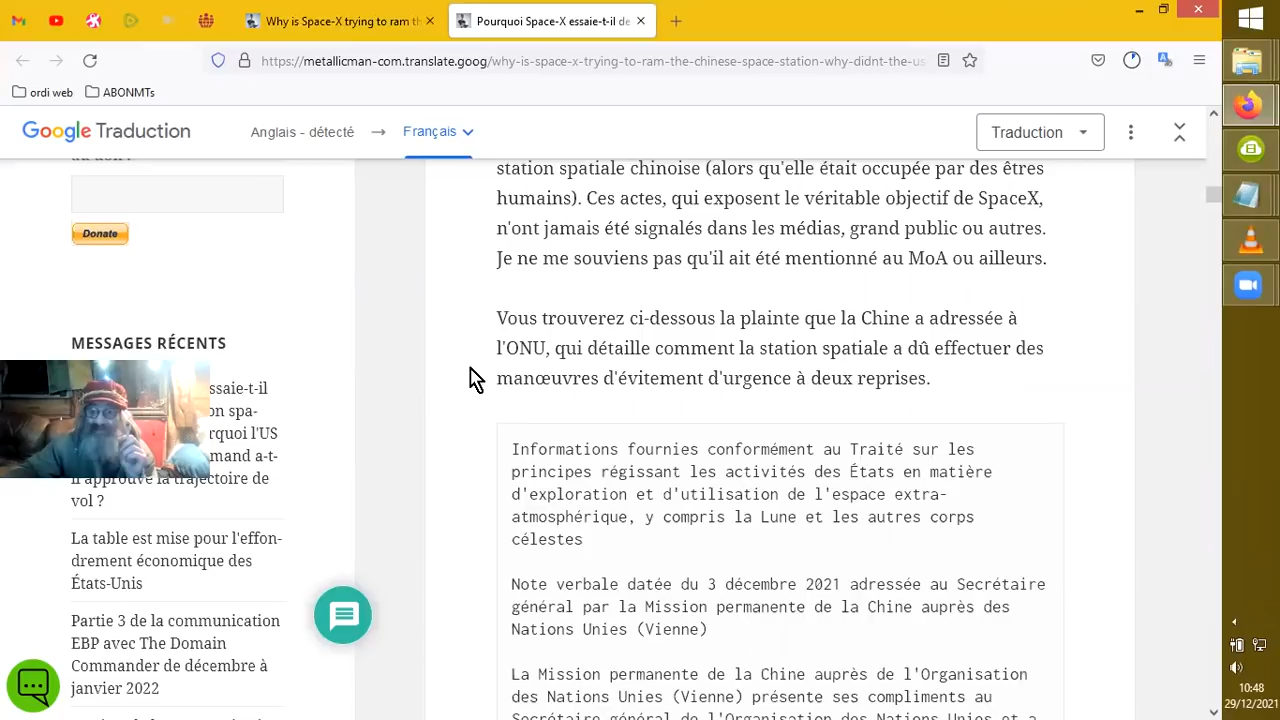 Why is Space-X trying to ram th
Pourquoi Space-X essaie-t-il de
https://metallicman-com.translate.goog/why-is-space-x-trying-to-ram-the-chinese-space-station-why-didnt-the-us
ordi web
ABONMTs
Google Traduction
Anglais - détecté → Français
Traduction
station spatiale chinoise (alors qu'elle était occupée par des êtres
humains). Ces actes, qui exposent le véritable objectif de SpaceX,
n'ont jamais été signalés dans les médias, grand public ou autres.
Je ne me souviens pas qu'il ait été mentionné au MoA ou ailleurs.
Vous trouverez ci-dessous la plainte que la Chine a adressée à
l'ONU, qui détaille comment la station spatiale a dû effectuer des
manœuvres d'évitement d'urgence à deux reprises.
Informations fournies conformément au Traité sur les
principes régissant les activités des États en matière
d'exploration et d'utilisation de l'espace extra-
atmosphérique, y compris la Lune et les autres corps
célestes
Note verbale datée du 3 décembre 2021 adressée au Secrétaire
général par la Mission permanente de la Chine auprès des
Nations Unies (Vienne)
La Mission permanente de la Chine auprès de l'Organisation
des Nations Unies (Vienne) présente ses compliments au
Secrétaire général de l'Organisation des Nations Unies et a
Donate
MESSAGES RÉCENTS
essaie-t-il
on spa-
rquoi l'US
mand a-t-
il approuvé la trajectoire de
vol ?
La table est mise pour l'effon-
drement économique des
États-Unis
Partie 3 de la communication
EBP avec The Domain
Commander de décembre à
janvier 2022
10:48
29/12/2021